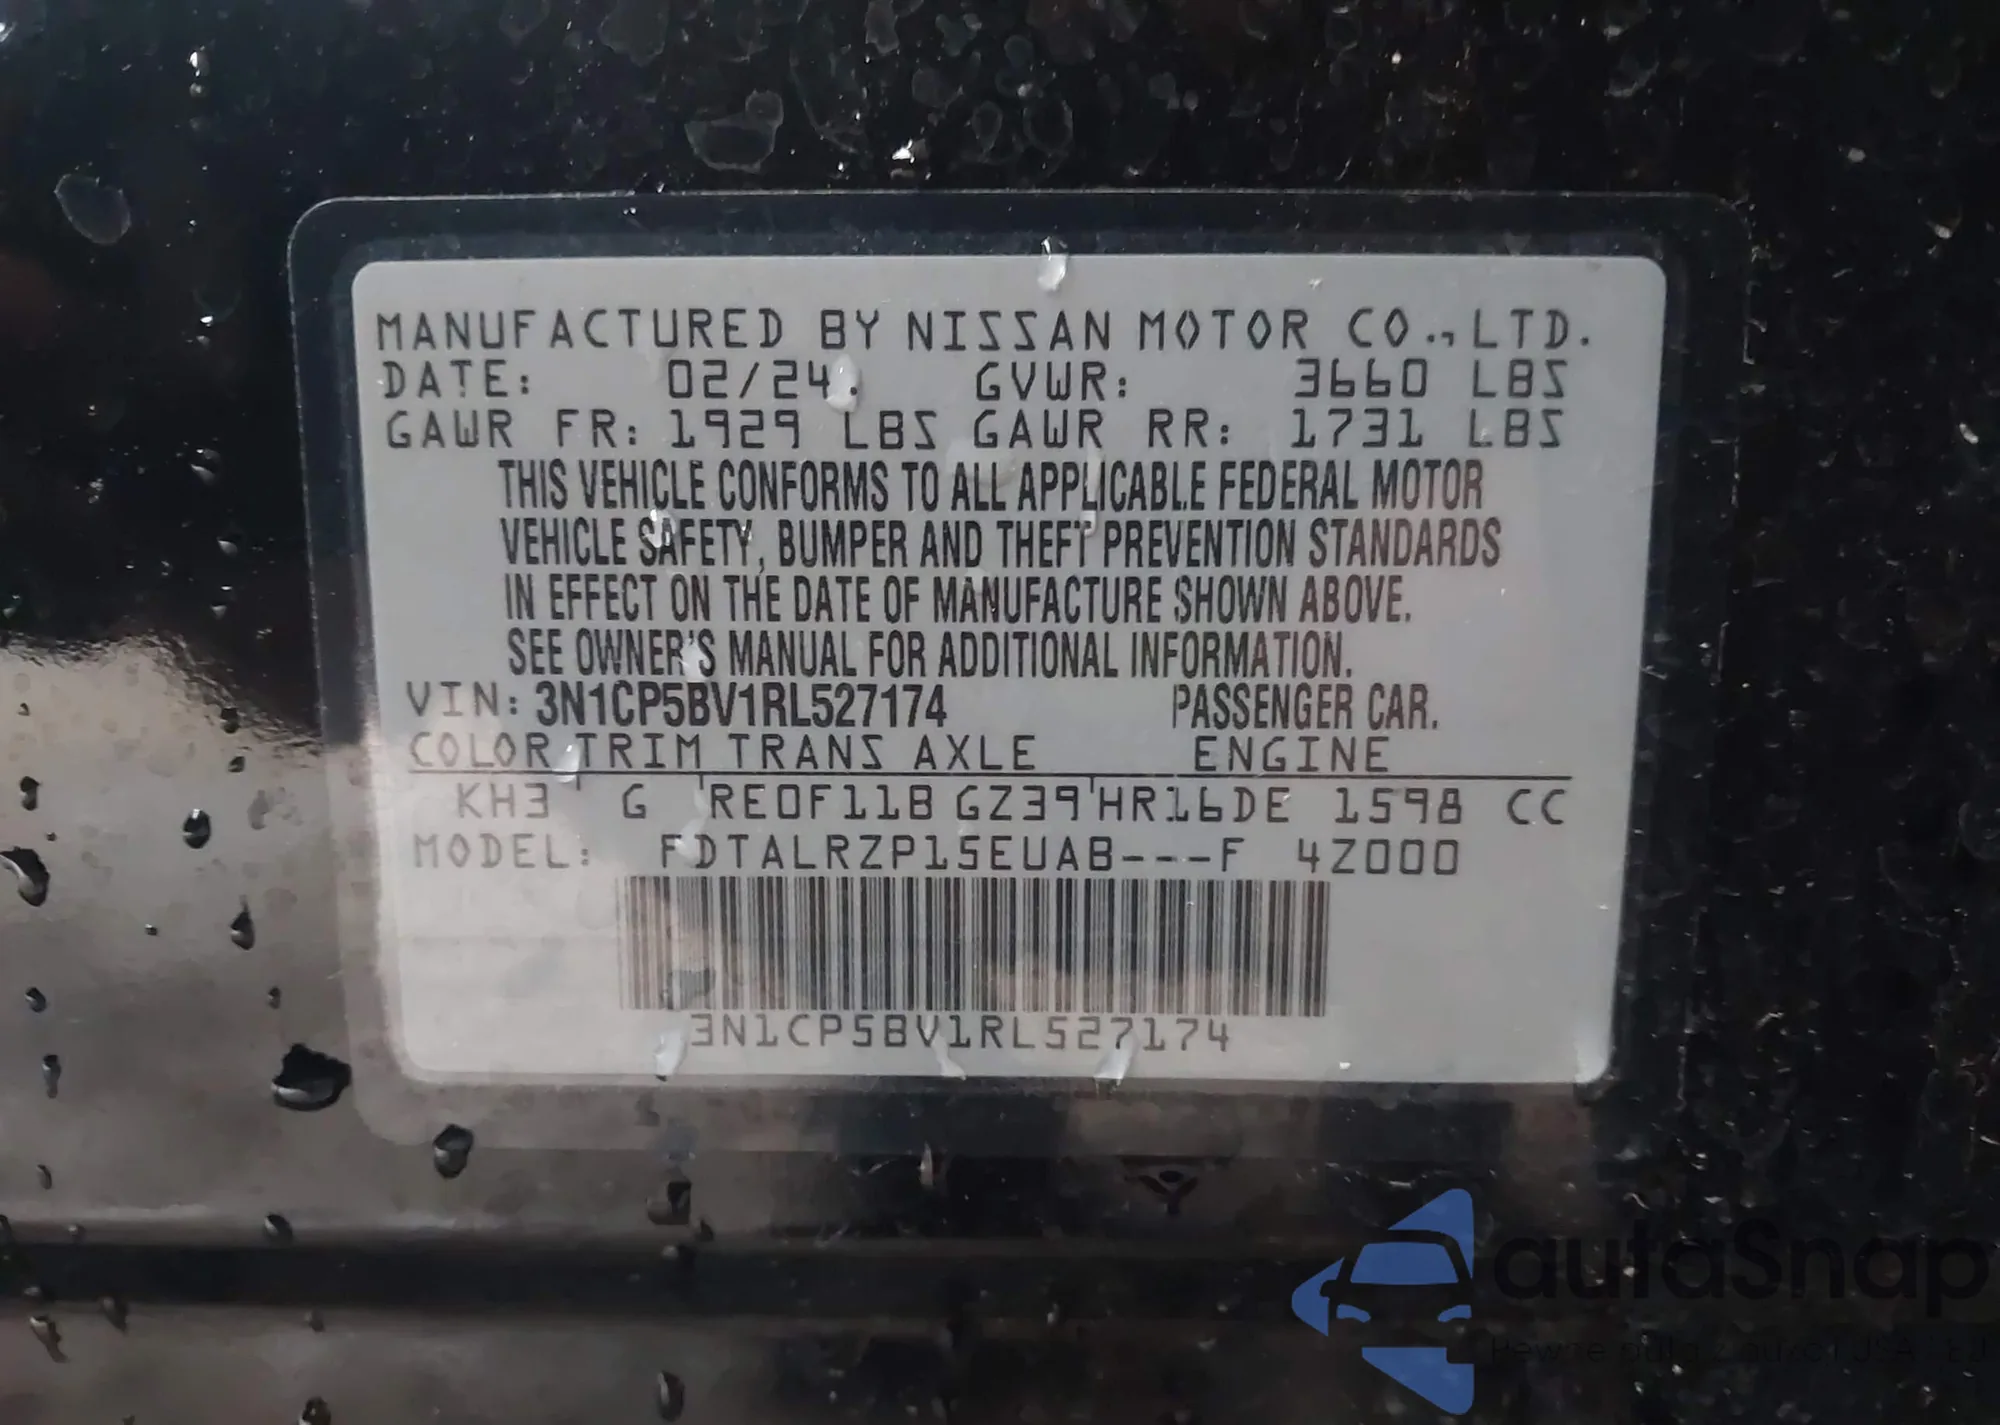 MANUFACTURED BY NISSAN MOTOR CO., LTD.
DATE: 02/24 GVWR: 3660 LBS
GAWR FR: 1929 LBS GAWR RR: 1731 LBS
THIS VEHICLE CONFORMS TO ALL APPLICABLE FEDERAL MOTOR
VEHICLE SAFETY, BUMPER AND THEFT PREVENTION STANDARDS
IN EFFECT ON THE DATE OF MANUFACTURE SHOWN ABOVE.
SEE OWNER'S MANUAL FOR ADDITIONAL INFORMATION.
VIN: 3N1CP5BV1RL527174 PASSENGER CAR.
COLOR TRIM TRANS AXLE ENGINE
KH3 G RE0F11B GZ39 HR16DE 1598 CC
MODEL: FDTALRZP15EUAB---F 4Z000
3N1CP5BV1RL527174
autaSnap